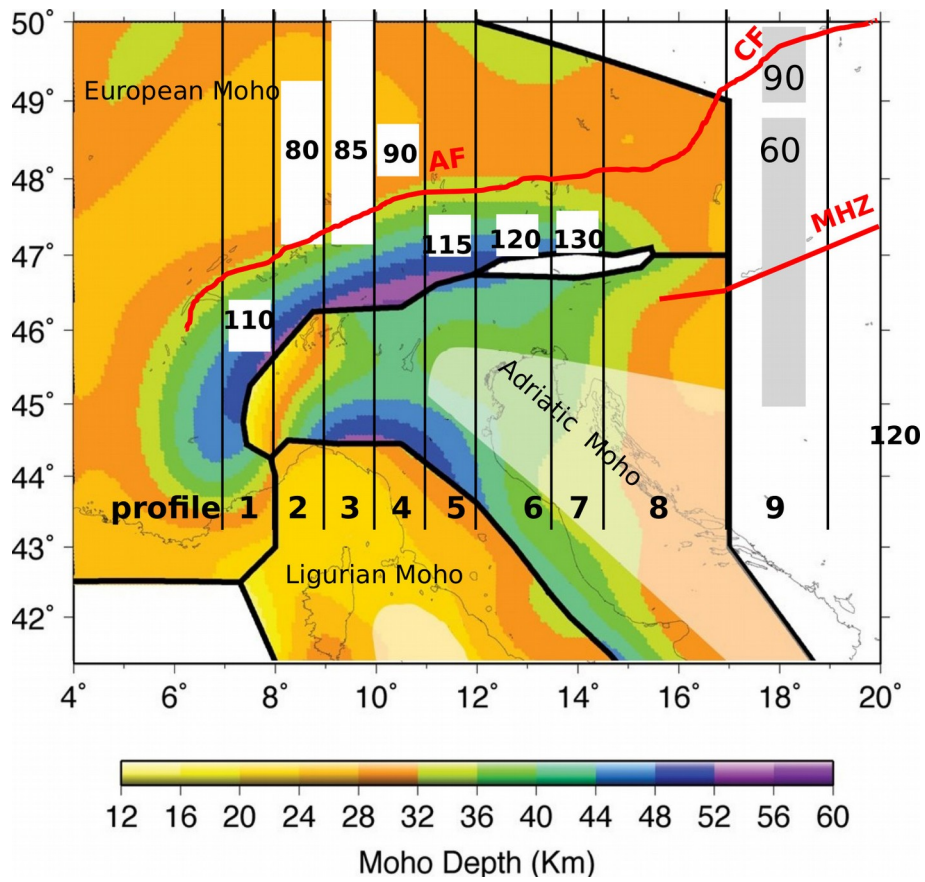 50˚
CF
European Moho
90
49˚
80 85 90
AF
60
48˚
MHZ
115 120 130
47˚
110
46˚
Adriatic Moho
45˚
120
44˚
profile 1 2 3 4 5 6 7 8 9
43˚
Ligurian Moho
42˚
4˚ 6˚ 8˚ 10˚ 12˚ 14˚ 16˚ 18˚ 20˚
12 16 20 24 28 32 36 40 44 48 52 56 60
Moho Depth (Km)